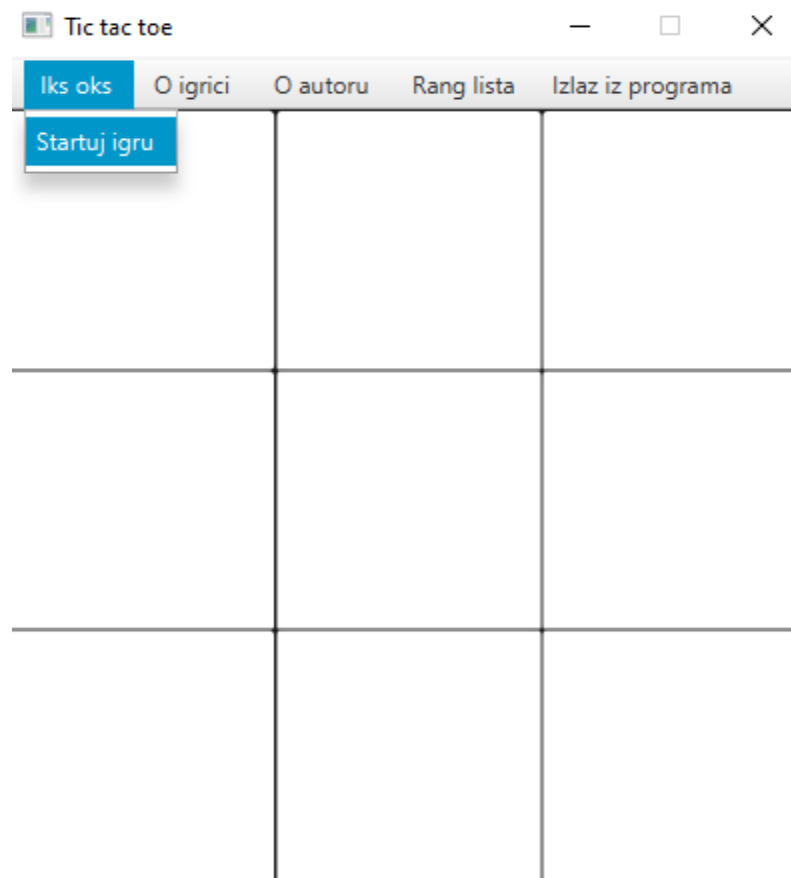 Tic tac toe
Iks oks O igrici O autoru Rang lista Izlaz iz programa
Startuj igru